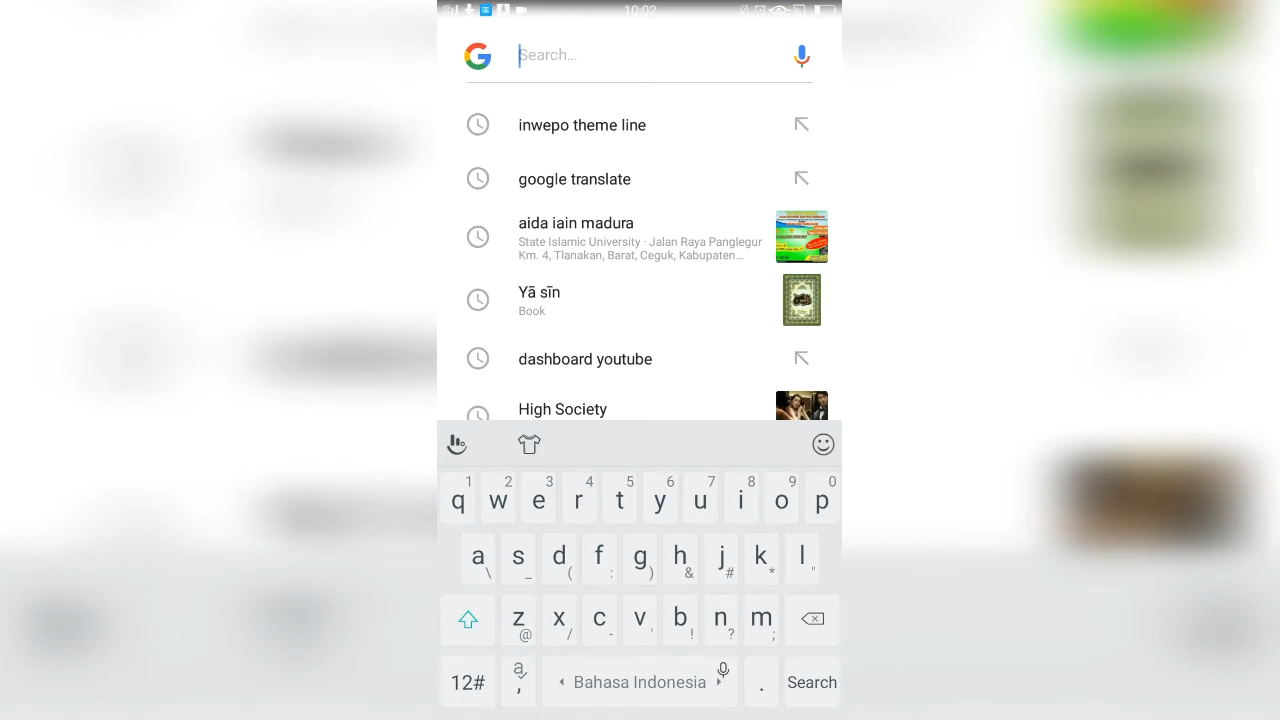 10:02
Search...
inwepo theme line
google translate
aida iain madura
State Islamic University · Jalan Raya Panglegur
Km. 4, Tlanakan, Barat, Ceguk, Kabupaten...
Yā sīn
Book
dashboard youtube
High Society
q 1 w 2 e 3 r 4 t 5 y 6 u 7 i 8 o 9 p 0
a \ s _ d ( f : g ) h & j # k * l "
z @ x / c - v ' b ! n ? m ;
12# a , Bahasa Indonesia . Search